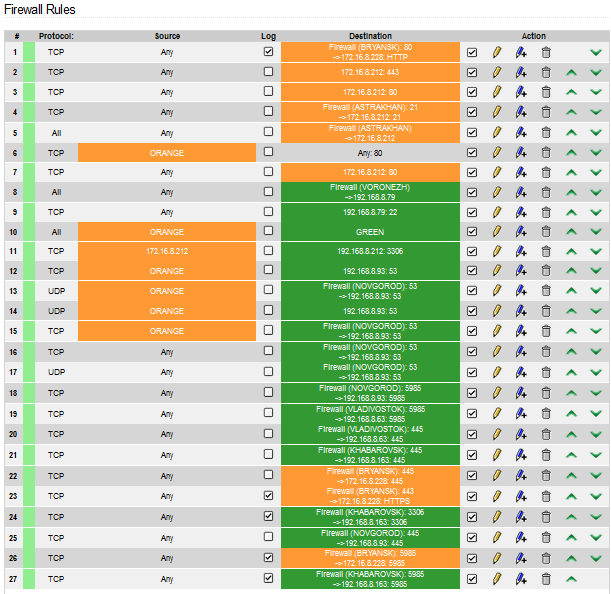 Firewall Rules
# Protocol: Source Log Destination Action
1 TCP Any Firewall (BRYANSK): 80
->172.16.8.228: HTTP
2 TCP Any 172.16.8.212: 443
3 TCP Any 172.16.8.212: 80
4 TCP Any Firewall (ASTRAKHAN): 21
->172.16.8.212: 21
5 All Any Firewall (ASTRAKHAN)
->172.16.8.212
6 TCP ORANGE Any: 80
7 TCP Any 172.16.8.212: 80
8 All Any Firewall (VORONEZH)
->192.168.8.79
9 TCP Any 192.168.8.79: 22
10 All ORANGE GREEN
11 TCP 172.16.8.212 192.168.8.212: 3306
12 TCP ORANGE 192.168.8.93: 53
13 UDP ORANGE Firewall (NOVGOROD): 53
->192.168.8.93: 53
14 UDP ORANGE 192.168.8.93: 53
15 TCP ORANGE Firewall (NOVGOROD): 53
->192.168.8.93: 53
16 TCP Any Firewall (NOVGOROD): 53
->192.168.8.93: 53
17 UDP Any Firewall (NOVGOROD): 53
->192.168.8.93: 53
18 TCP Any Firewall (NOVGOROD): 5985
->192.168.8.93: 5985
19 TCP Any Firewall (VLADIVOSTOK): 5985
->192.168.8.63: 5985
20 TCP Any Firewall (VLADIVOSTOK): 445
->192.168.8.63: 445
21 TCP Any Firewall (KHABAROVSK): 445
->192.168.8.163: 445
22 TCP Any Firewall (BRYANSK): 445
->172.16.8.228: 445
23 TCP Any Firewall (BRYANSK): 443
->172.16.8.228: HTTPS
24 TCP Any Firewall (KHABAROVSK): 3306
->192.168.8.163: 3306
25 TCP Any Firewall (NOVGOROD): 445
->192.168.8.93: 445
26 TCP Any Firewall (BRYANSK): 5985
->172.16.8.228: 5985
27 TCP Any Firewall (KHABAROVSK): 5985
->192.168.8.163: 5985